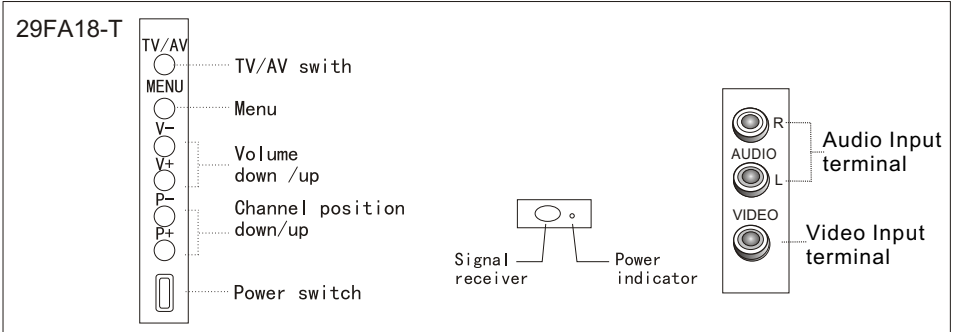 29FA18-T
TV/AV
TV/AV swith
MENU
Menu
V-
V+
Volume
down /up
P-
P+
Channel position
down/up
Power switch
Signal
receiver
Power
indicator
R
AUDIO
L
Audio Input
terminal
VIDEO
Video Input
terminal